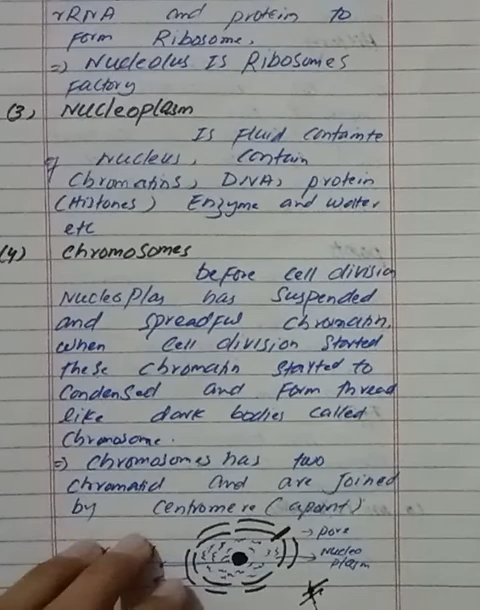 rRNA and protein to
form Ribosome.
=) Nucleolus Is Ribosomes
factory
(3) Nucleoplasm
Is Fluid containte
of Nucleus, contain
Chromatins, DNA, protein
(Histones) Enzyme and water
etc
(4) chromosomes
before cell division
Nucleoplas has suspended
and spreadful chromatin,
when cell division started
these chromatin started to
condensed and form thread
like dark bodies called
chromosome.
=) chromosomes has two
chromatid and are joined
by centromere (apoint)
→ pore
→ Nucleo
plasm